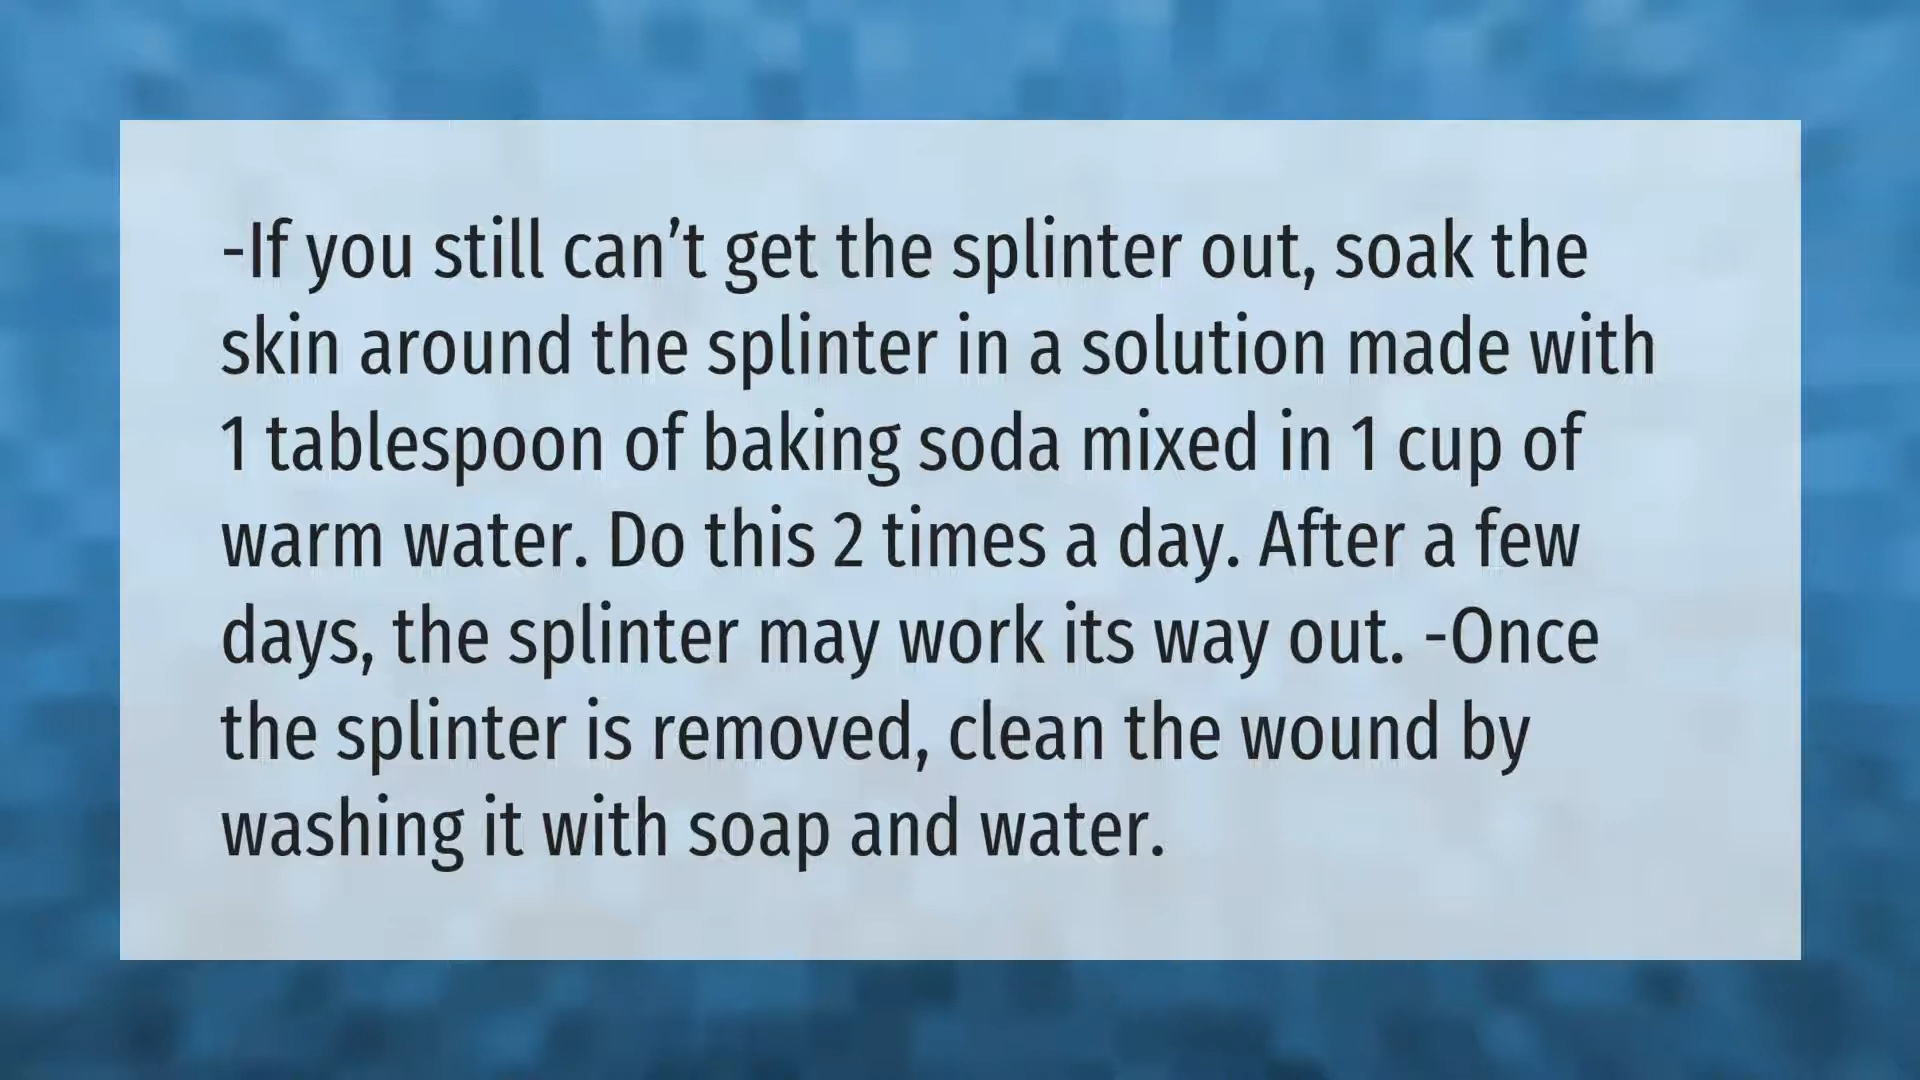 -If you still can’t get the splinter out, soak the
skin around the splinter in a solution made with
1 tablespoon of baking soda mixed in 1 cup of
warm water. Do this 2 times a day. After a few
days, the splinter may work its way out. -Once
the splinter is removed, clean the wound by
washing it with soap and water.